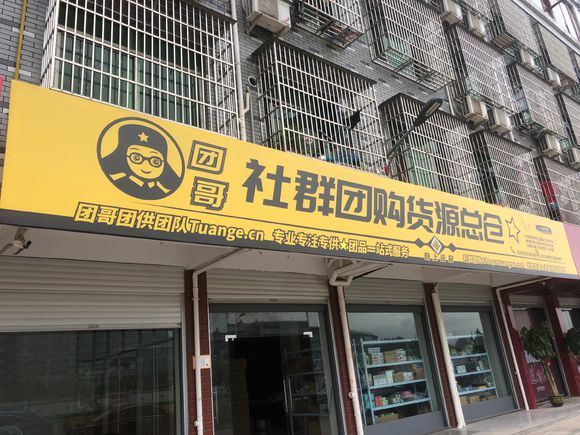 团哥
社群团购货源总仓
团哥团供团队Tuange.cn 专业专注专供★团品一站式服务